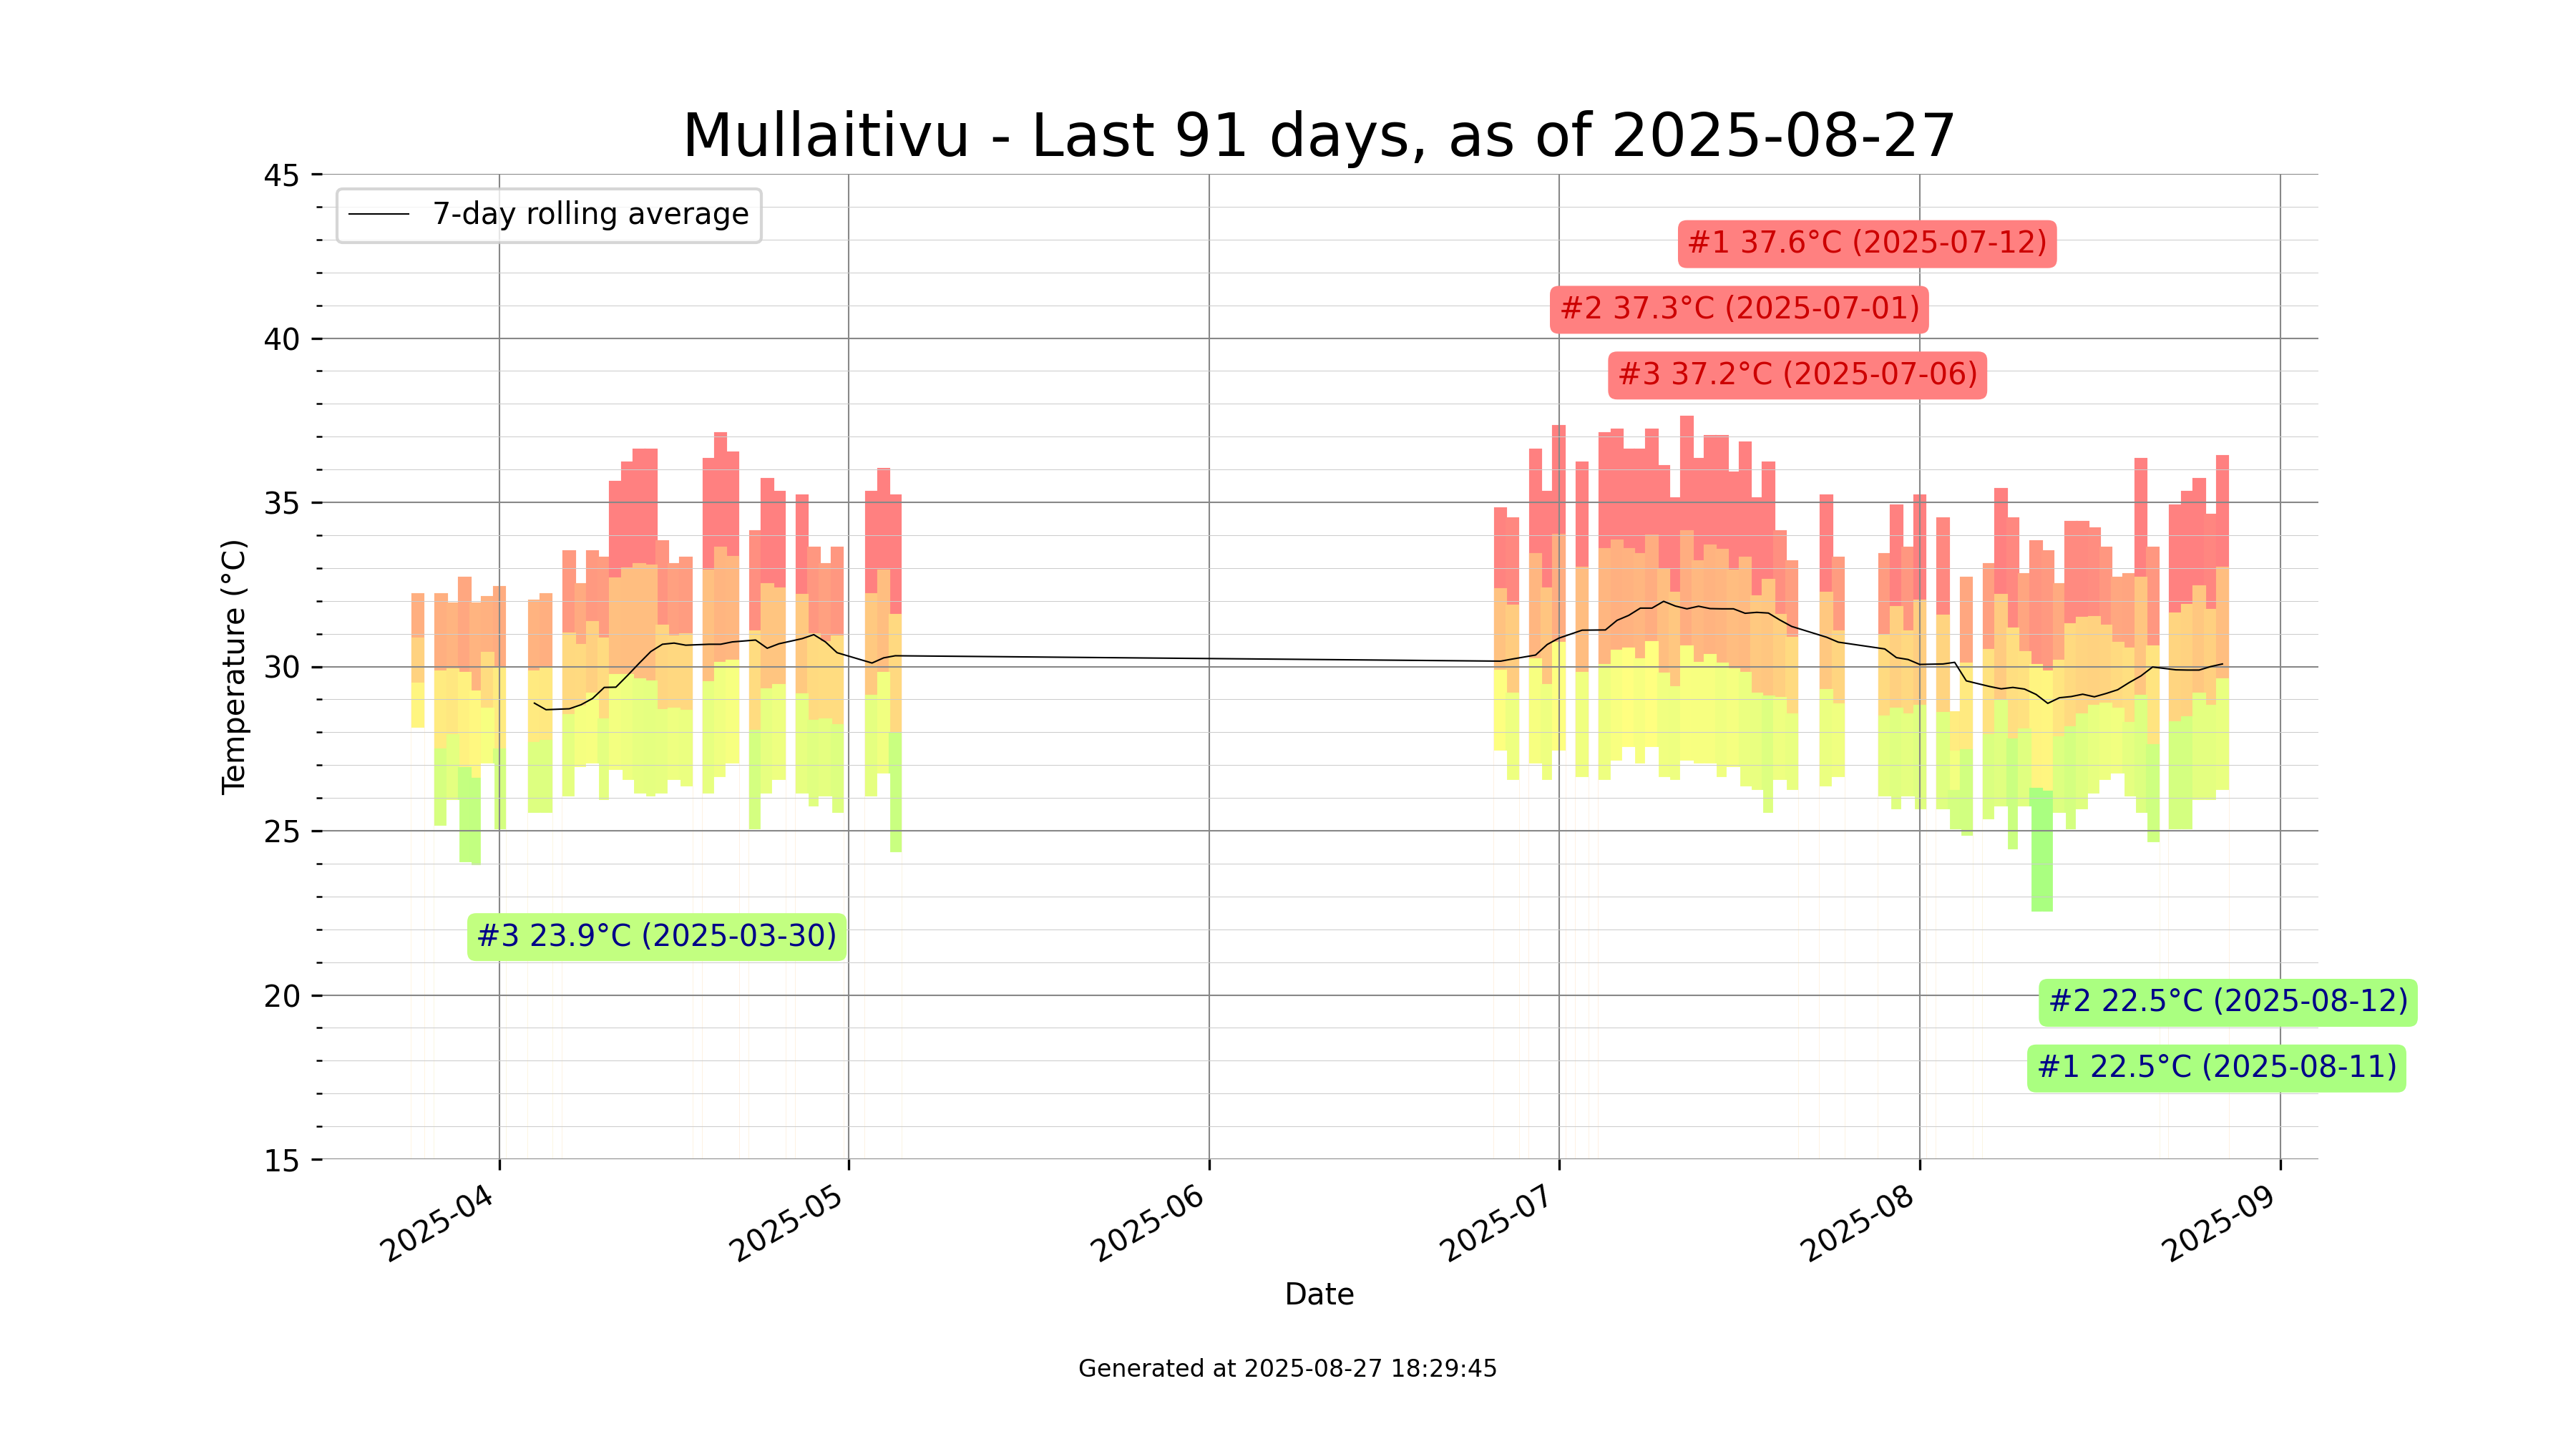 Mullaitivu - Last 91 days, as of 2025-08-27
7-day rolling average
#1 37.6°C (2025-07-12)
#2 37.3°C (2025-07-01)
#3 37.2°C (2025-07-06)
#3 23.9°C (2025-03-30)
#2 22.5°C (2025-08-12)
#1 22.5°C (2025-08-11)
Temperature (°C)
45
40
35
30
25
20
15
2025-04
2025-05
2025-06
2025-07
2025-08
2025-09
Date
Generated at 2025-08-27 18:29:45